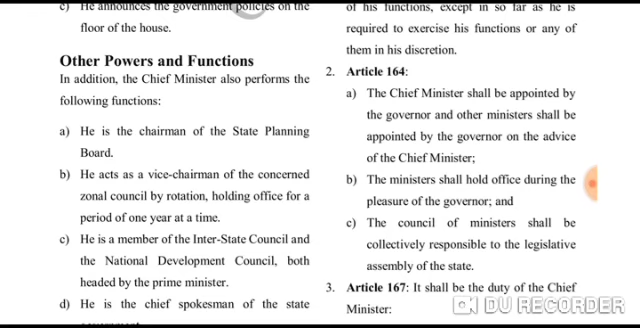 c) He announces the government policies on the
floor of the house.
Other Powers and Functions
In addition, the Chief Minister also performs the
following functions:
a) He is the chairman of the State Planning
Board.
b) He acts as a vice-chairman of the concerned
zonal council by rotation, holding office for a
period of one year at a time.
c) He is a member of the Inter-State Council and
the National Development Council, both
headed by the prime minister.
d) He is the chief spokesman of the state
government.
of his functions, except in so far as he is
required to exercise his functions or any of
them in his discretion.
2. Article 164:
a) The Chief Minister shall be appointed by
the governor and other ministers shall be
appointed by the governor on the advice
of the Chief Minister;
b) The ministers shall hold office during the
pleasure of the governor; and
c) The council of ministers shall be
collectively responsible to the legislative
assembly of the state.
3. Article 167: It shall be the duty of the Chief
Minister:
DU RECORDER